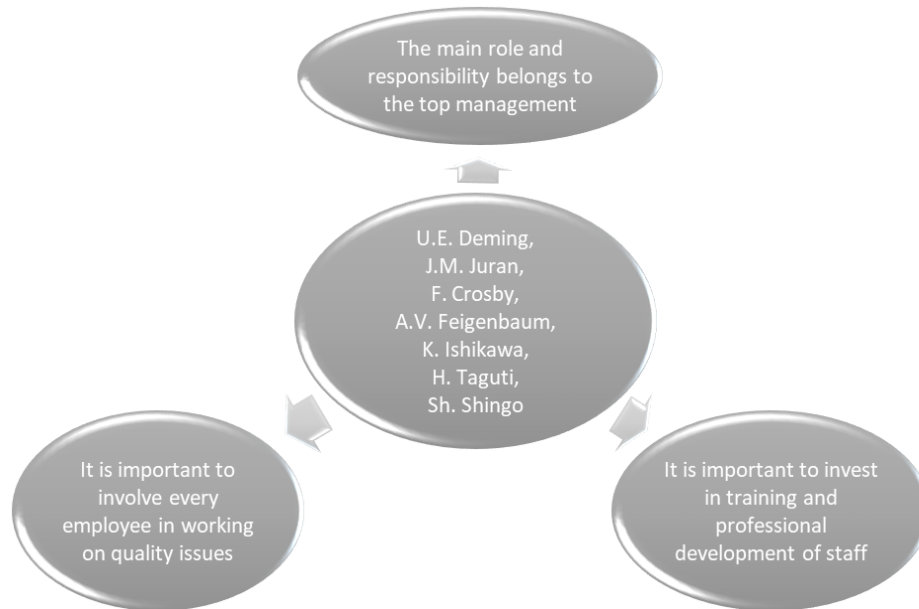 The main role and
responsibility belongs to
the top management
U.E. Deming,
J.M. Juran,
F. Crosby,
A.V. Feigenbaum,
K. Ishikawa,
H. Taguti,
Sh. Shingo
It is important to
involve every
employee in working
on quality issues
It is important to invest
in training and
professional
development of staff